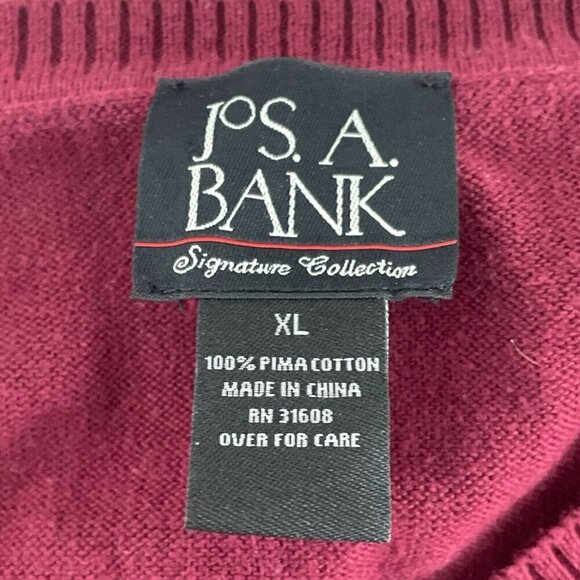 JOS. A.
BANK
Signature Collection
XL
100% PIMA COTTON
MADE IN CHINA
RN 31608
OVER FOR CARE